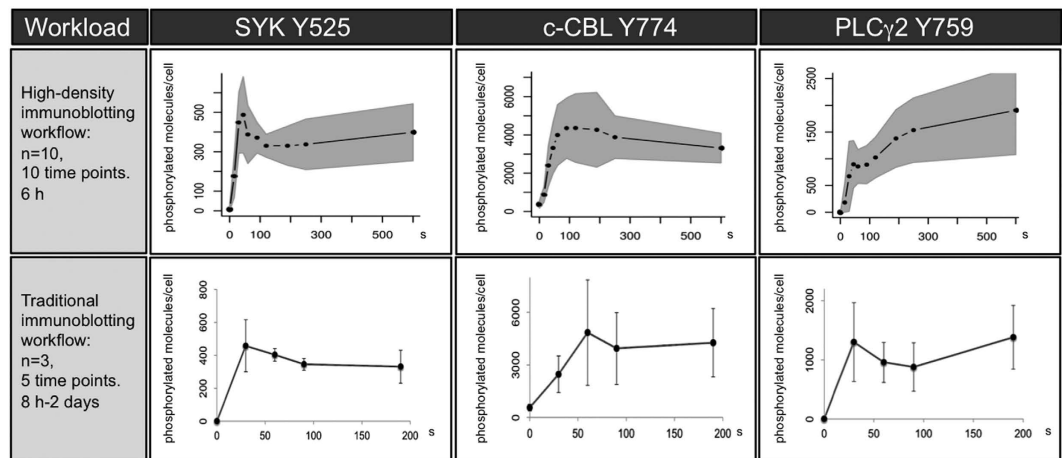 Workload
SYK Y525
c-CBL Y774
PLCγ2 Y759
High-density
immunoblotting
workflow:
n=10,
10 time points.
6 h
phosphorylated molecules/cell
500
300
100
0
0
100
300
500
s
phosphorylated molecules/cell
6000
4000
2000
0
0
100
300
500
s
phosphorylated molecules/cell
2500
1500
500
0
0
100
300
500
s
Traditional
immunoblotting
workflow:
n=3,
5 time points.
8 h-2 days
phosphorylated molecules/cell
800
600
400
200
0
0
50
100
150
200
s
phosphorylated molecules/cell
6000
3000
0
0
50
100
150
200
s
phosphorylated molecules/cell
2000
1000
0
0
50
100
150
200
s